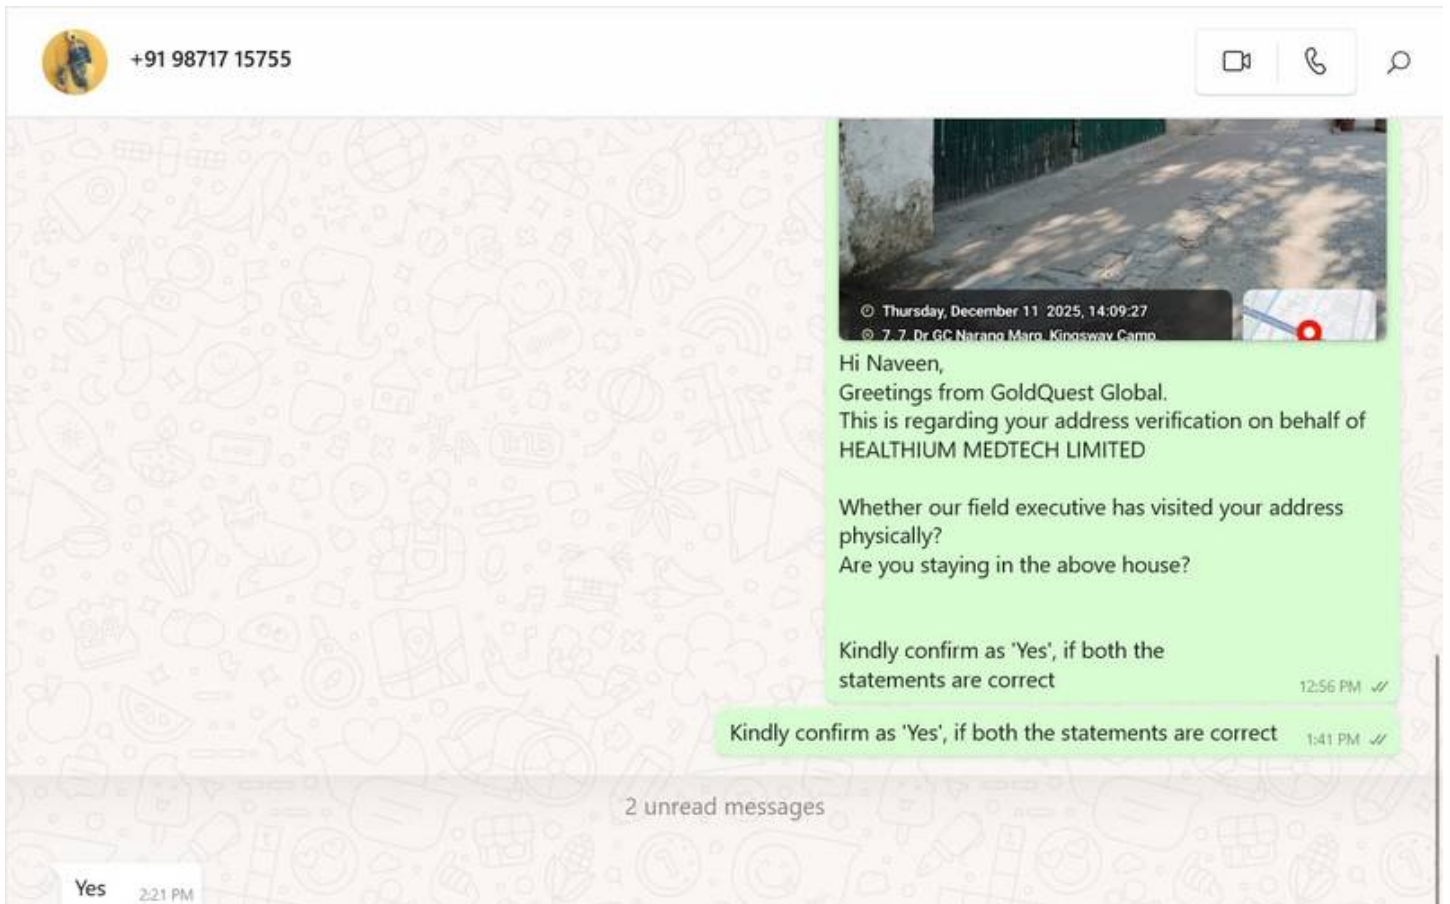 +91 98717 15755
Thursday, December 11 2025, 14:09:27
7, 7, Dr GC Narang Marg, Kingsway Camp
Hi Naveen,
Greetings from GoldQuest Global.
This is regarding your address verification on behalf of
HEALTHIUM MEDTECH LIMITED
Whether our field executive has visited your address
physically?
Are you staying in the above house?
Kindly confirm as 'Yes', if both the
statements are correct
12:56 PM
Kindly confirm as 'Yes', if both the statements are correct
1:41 PM
2 unread messages
Yes
2:21 PM